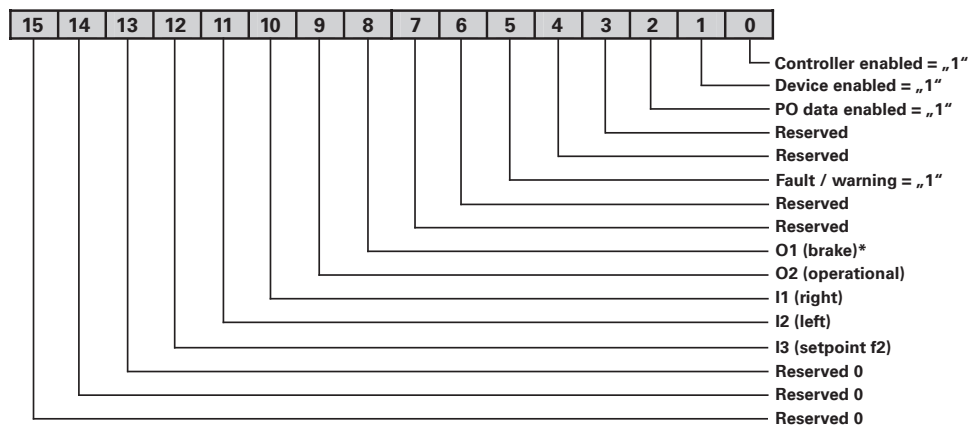 15 14 13 12 11 10 9 8 7 6 5 4 3 2 1 0
Controller enabled = „1“
Device enabled = „1“
PO data enabled = „1“
Reserved
Reserved
Fault / warning = „1“
Reserved
Reserved
O1 (brake)*
O2 (operational)
I1 (right)
I2 (left)
I3 (setpoint f2)
Reserved 0
Reserved 0
Reserved 0